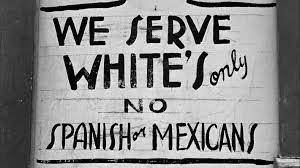 WE SERVE
WHITE'S only
NO
SPANISH or MEXICANS